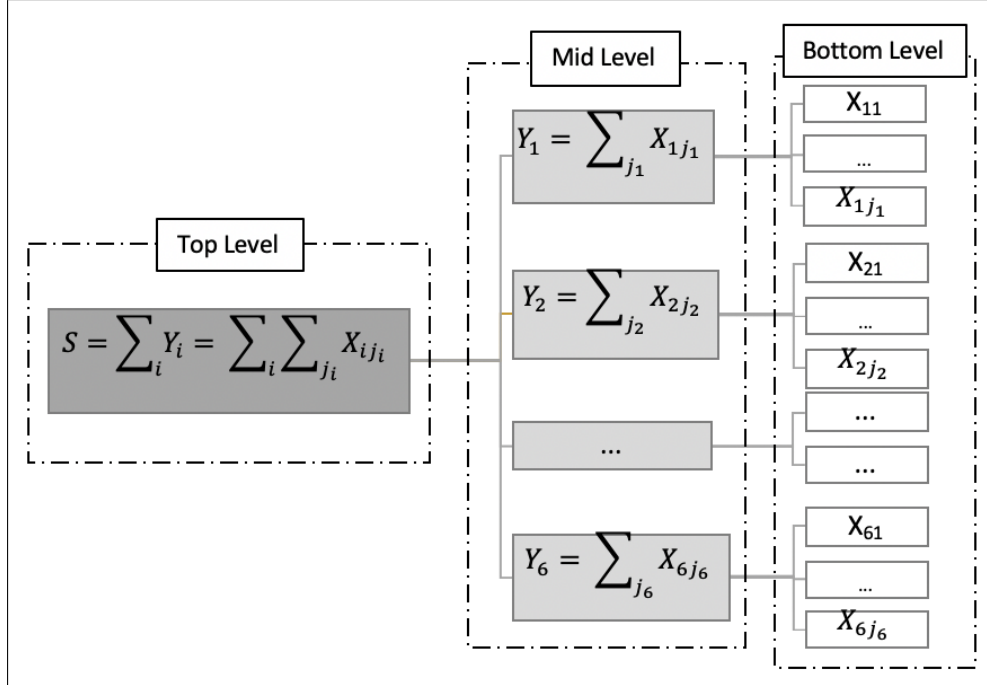 Top Level
S = ∑ᵢ Yᵢ = ∑ᵢ ∑ⱼᵢ Xᵢⱼᵢ
Mid Level
Y₁ = ∑ⱼ₁ X₁ⱼ₁
Y₂ = ∑ⱼ₂ X₂ⱼ₂
...
Y₆ = ∑ⱼ₆ X₆ⱼ₆
Bottom Level
X₁₁
...
X₁ⱼ₁
X₂₁
...
X₂ⱼ₂
...
...
X₆₁
...
X₆ⱼ₆